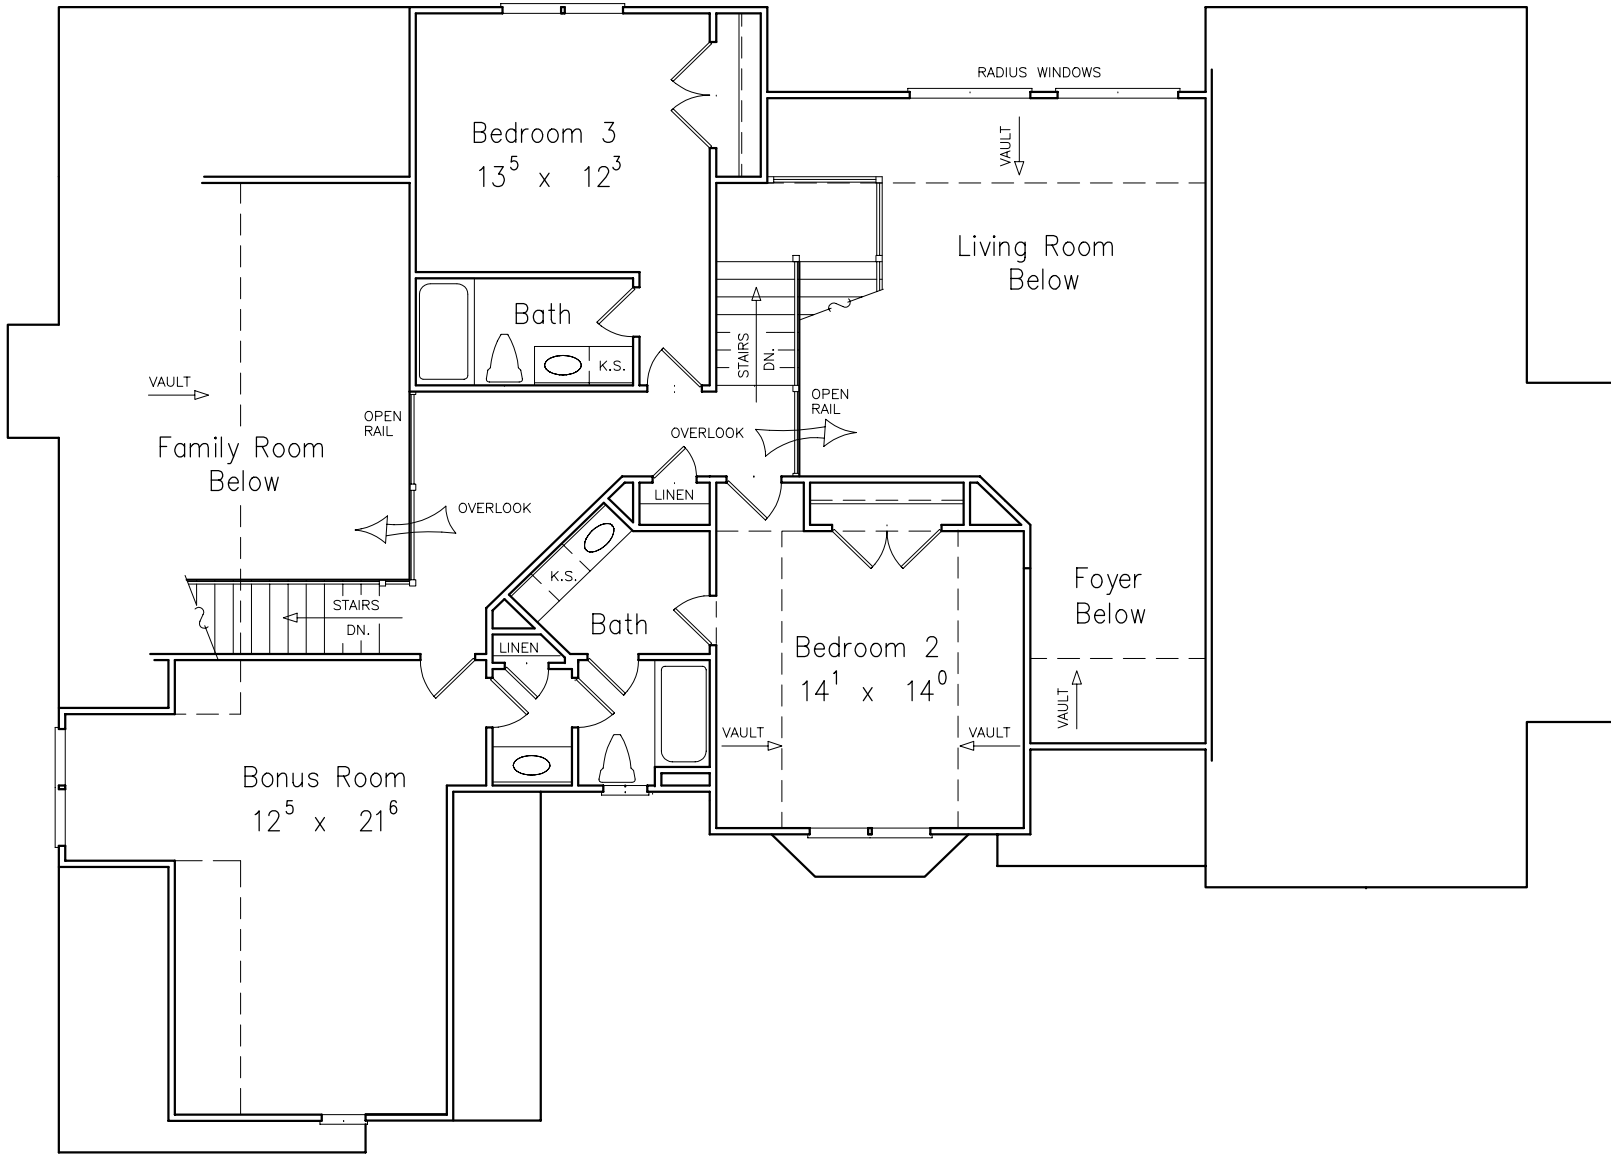 RADIUS WINDOWS
Bedroom 3
13⁵ x 12³
VAULT
Living Room
Below
Bath
K.S.
STAIRS
DN.
VAULT
OPEN
RAIL
OPEN
RAIL
OVERLOOK
Family Room
Below
LINEN
OVERLOOK
K.S.
Foyer
Below
STAIRS
DN.
Bath
LINEN
Bedroom 2
14¹ x 14⁰
VAULT
VAULT
VAULT
Bonus Room
12⁵ x 21⁶